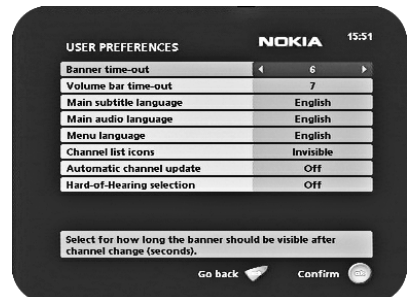 NOKIA 15:51
USER PREFERENCES
Banner time-out 6
Volume bar time-out 7
Main subtitle language English
Main audio language English
Menu language English
Channel list icons Invisible
Automatic channel update Off
Hard-of-Hearing selection Off
Select for how long the banner should be visible after
channel change (seconds).
Go back Confirm